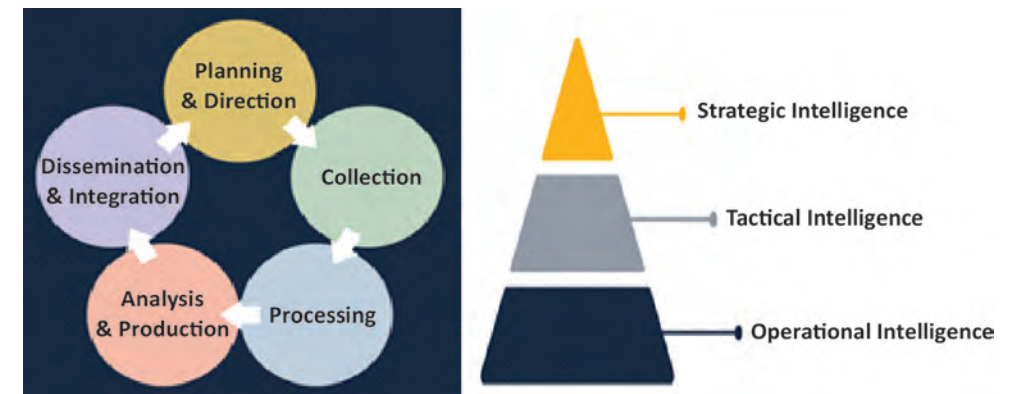 Planning
& Direction
Collection
Processing
Analysis
& Production
Dissemination
& Integration
Strategic Intelligence
Tactical Intelligence
Operational Intelligence